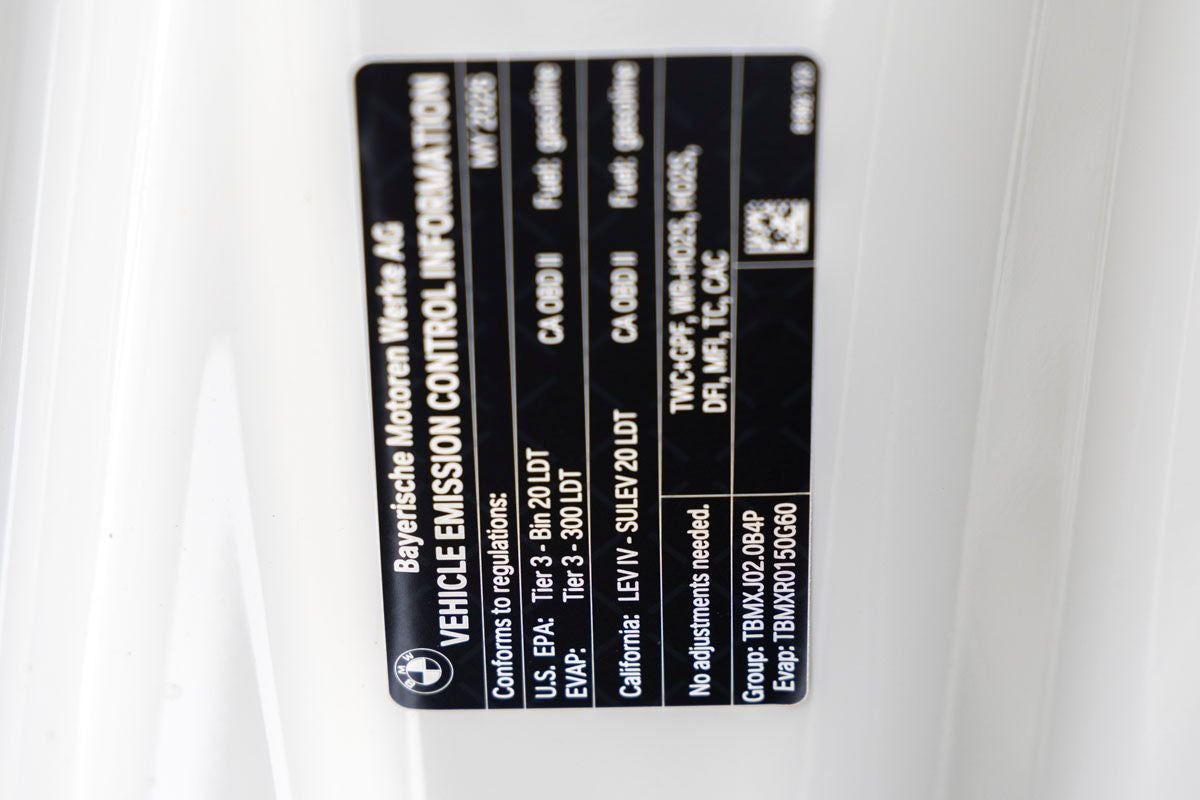 BMW
Bayerische Motoren Werke AG
VEHICLE EMISSION CONTROL INFORMATION
MY 2026
Conforms to regulations:
U.S. EPA: Tier 3 - Bin 20 LDT CA OBD II Fuel: gasoline
EVAP: Tier 3 - 300 LDT
California: LEV IV - SULEV 20 LDT CA OBD II Fuel: gasoline
No adjustments needed. TWC+GPF, WR-HO2S, HO2S,
DFI, MFI, TC, CAC
Group: TBMXJ02.0B4P
Evap: TBMXR0150G60